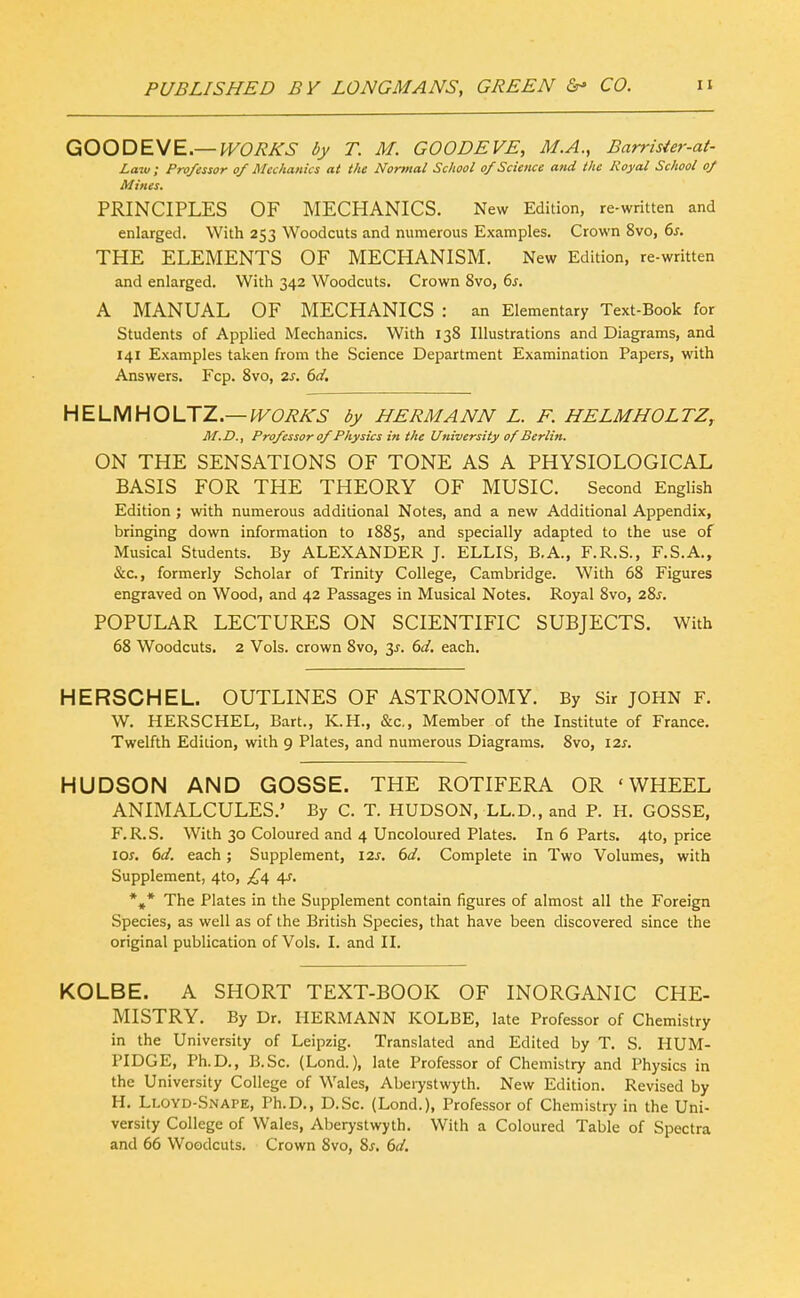 PUBLISHED BY LONGMANS, GREEN & CO. 11
GOODEVE.—WORKS by T. M. GOODEVE, M.A., Barrister-at-
Law; Professor of Mechanics at the Normal School of Science and the Royal School of
Mines.
PRINCIPLES OF MECHANICS. New Edition, re-written and
enlarged. With 253 Woodcuts and numerous Examples. Crown 8vo, 6s.
THE ELEMENTS OF MECHANISM. New Edition, re-written
and enlarged. With 342 Woodcuts. Crown 8vo, 6s.
A MANUAL OF MECHANICS : an Elementary Text-Book for
Students of Applied Mechanics. With 138 Illustrations and Diagrams, and
141 Examples taken from the Science Department Examination Papers, with
Answers. Fcp. 8vo, 2s. 6d.
HELMHOLTZ.—WORKS by HERMANN L. F. HELMHOLTZ,
M.D., Professor of Physics in the University of Berlin.
ON THE SENSATIONS OF TONE AS A PHYSIOLOGICAL
BASIS FOR THE THEORY OF MUSIC. Second English
Edition ; with numerous additional Notes, and a new Additional Appendix,
bringing down information to 1885, and specially adapted to the use of
Musical Students. By ALEXANDER J. ELLIS, B.A., F.R.S., F.S.A.,
&c., formerly Scholar of Trinity College, Cambridge. With 68 Figures
engraved on Wood, and 42 Passages in Musical Notes. Royal 8vo, 28s.
POPULAR LECTURES ON SCIENTIFIC SUBJECTS. With
68 Woodcuts. 2 Vols. crown 8vo, 3s. 6d. each.
HERSCHEL. OUTLINES OF ASTRONOMY. By Sir JOHN F.
W. HERSCHEL, Bart., K.H., &c., Member of the Institute of France.
Twelfth Edition, with 9 Plates, and numerous Diagrams. 8vo, 12s.
HUDSON AND GOSSE. THE ROTIFERA OR ‘WHEEL
ANIMALCULES.’ By C. T. HUDSON, LL.D., and P. H. GOSSE,
F.R.S. With 30 Coloured and 4 Uncoloured Plates. In 6 Parts. 4to, price
10s. 6d. each ; Supplement, 12s. 6d. Complete in Two Volumes, with
Supplement, 4to, £4 4s.
*** The Plates in the Supplement contain figures of almost all the Foreign
Species, as well as of the British Species, that have been discovered since the
original publication of Vols. I. and II.
KOLBE. A SHORT TEXT-BOOK OF INORGANIC CHE-
MISTRY. By Dr. HERMANN KOLBE, late Professor of Chemistry
in the University of Leipzig. Translated and Edited by T. S. HUM-
PIDGE, Ph.D., B.Sc. (Lond.), late Professor of Chemistry and Physics in
the University College of Wales, Aberystwyth. New Edition. Revised by
H. LLOYD-SNAPE, Ph.D., D.Sc. (Lond.), Professor of Chemistry in the Uni-
versity College of Wales, Aberystwyth. With a Coloured Table of Spectra
and 66 Woodcuts. Crown 8vo, 8s. 6d.